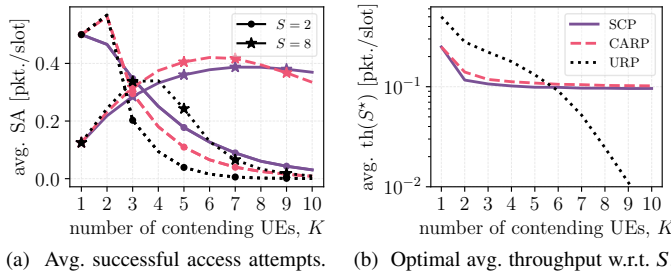 avg. SA [pkt./slot]
0.4
0.2
0.0
S = 2
S = 8
1 2 3 4 5 6 7 8 9 10
number of contending UEs, K
(a) Avg. successful access attempts.
avg. th(S*) [pkt./slot]
10⁻¹
10⁻²
SCP
CARP
URP
1 2 3 4 5 6 7 8 9 10
number of contending UEs, K
(b) Optimal avg. throughput w.r.t. S